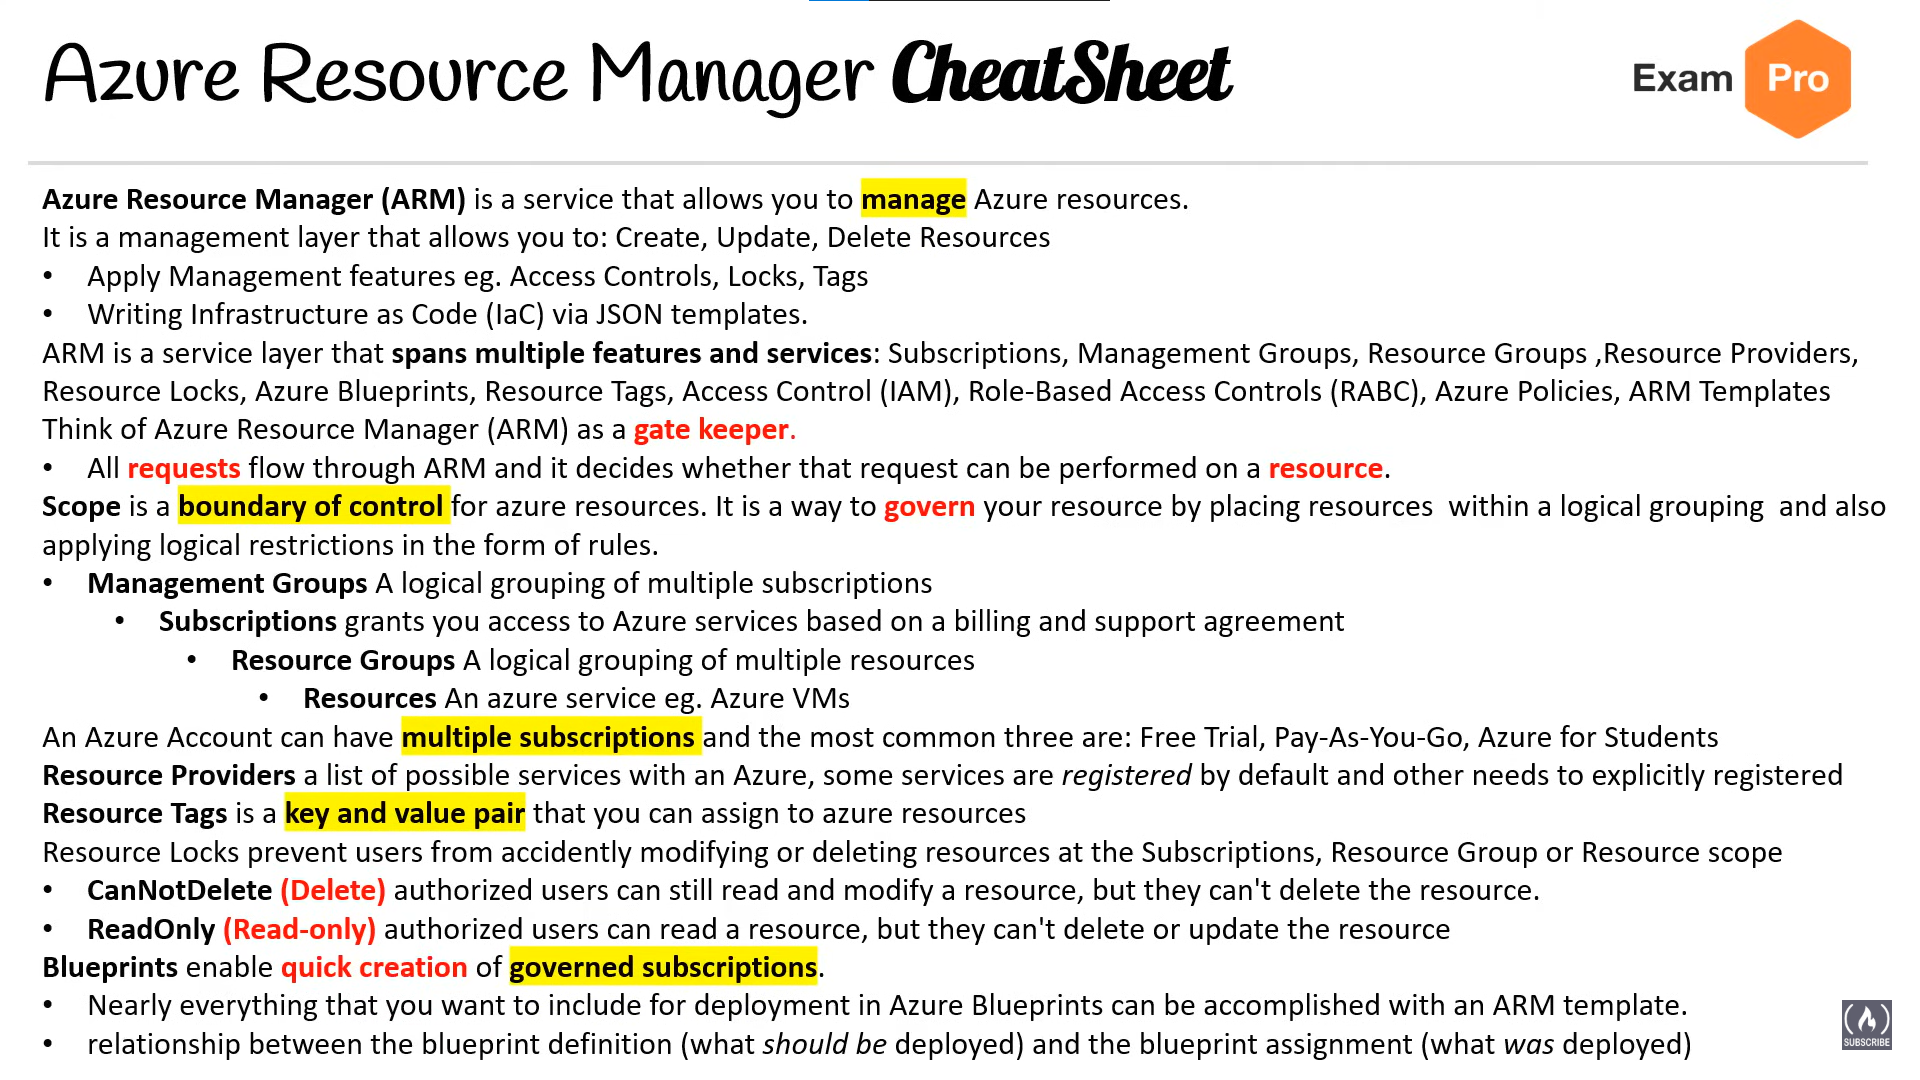 Azure Resource Manager CheatSheet
Exam Pro
Azure Resource Manager (ARM) is a service that allows you to manage Azure resources.
It is a management layer that allows you to: Create, Update, Delete Resources
• Apply Management features eg. Access Controls, Locks, Tags
• Writing Infrastructure as Code (IaC) via JSON templates.
ARM is a service layer that spans multiple features and services: Subscriptions, Management Groups, Resource Groups ,Resource Providers,
Resource Locks, Azure Blueprints, Resource Tags, Access Control (IAM), Role-Based Access Controls (RABC), Azure Policies, ARM Templates
Think of Azure Resource Manager (ARM) as a gate keeper.
• All requests flow through ARM and it decides whether that request can be performed on a resource.
Scope is a boundary of control for azure resources. It is a way to govern your resource by placing resources within a logical grouping and also
applying logical restrictions in the form of rules.
• Management Groups A logical grouping of multiple subscriptions
• Subscriptions grants you access to Azure services based on a billing and support agreement
• Resource Groups A logical grouping of multiple resources
• Resources An azure service eg. Azure VMs
An Azure Account can have multiple subscriptions and the most common three are: Free Trial, Pay-As-You-Go, Azure for Students
Resource Providers a list of possible services with an Azure, some services are registered by default and other needs to explicitly registered
Resource Tags is a key and value pair that you can assign to azure resources
Resource Locks prevent users from accidently modifying or deleting resources at the Subscriptions, Resource Group or Resource scope
• CanNotDelete (Delete) authorized users can still read and modify a resource, but they can't delete the resource.
• ReadOnly (Read-only) authorized users can read a resource, but they can't delete or update the resource
Blueprints enable quick creation of governed subscriptions.
• Nearly everything that you want to include for deployment in Azure Blueprints can be accomplished with an ARM template.
• relationship between the blueprint definition (what should be deployed) and the blueprint assignment (what was deployed)
SUBSCRIBE